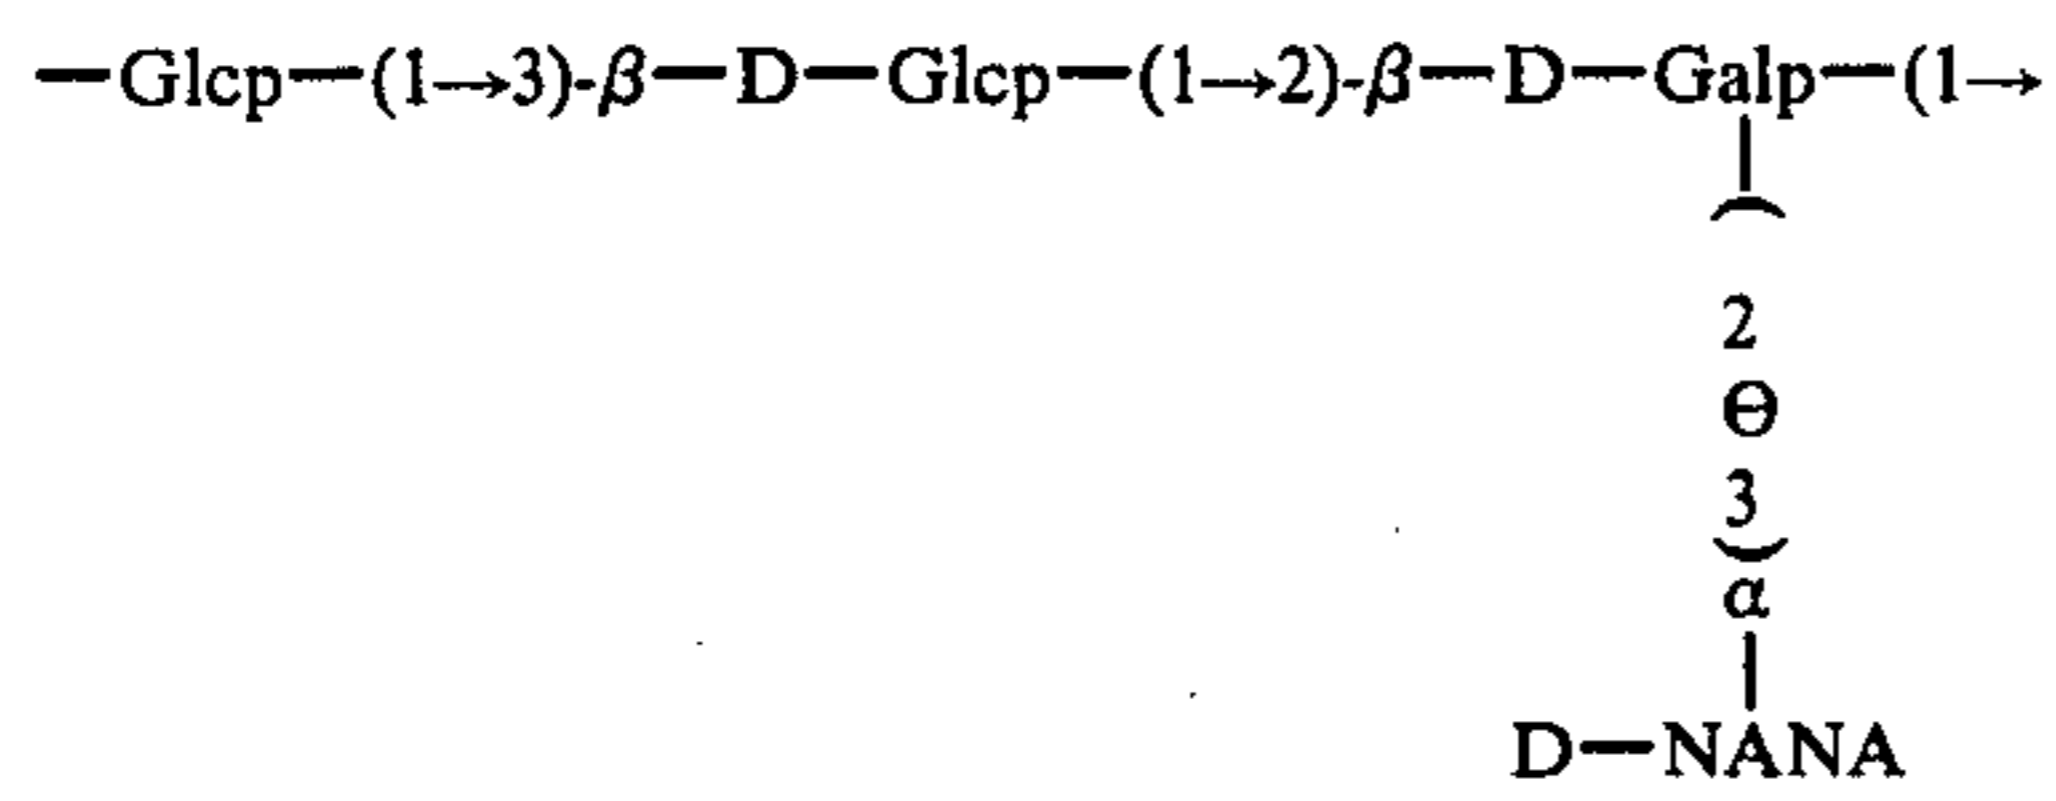 —Glcp—(1→3)-β—D—Glcp—(1→2)-β—D—Galp—(1→
(
2
Θ
3
)
α
D—NANA